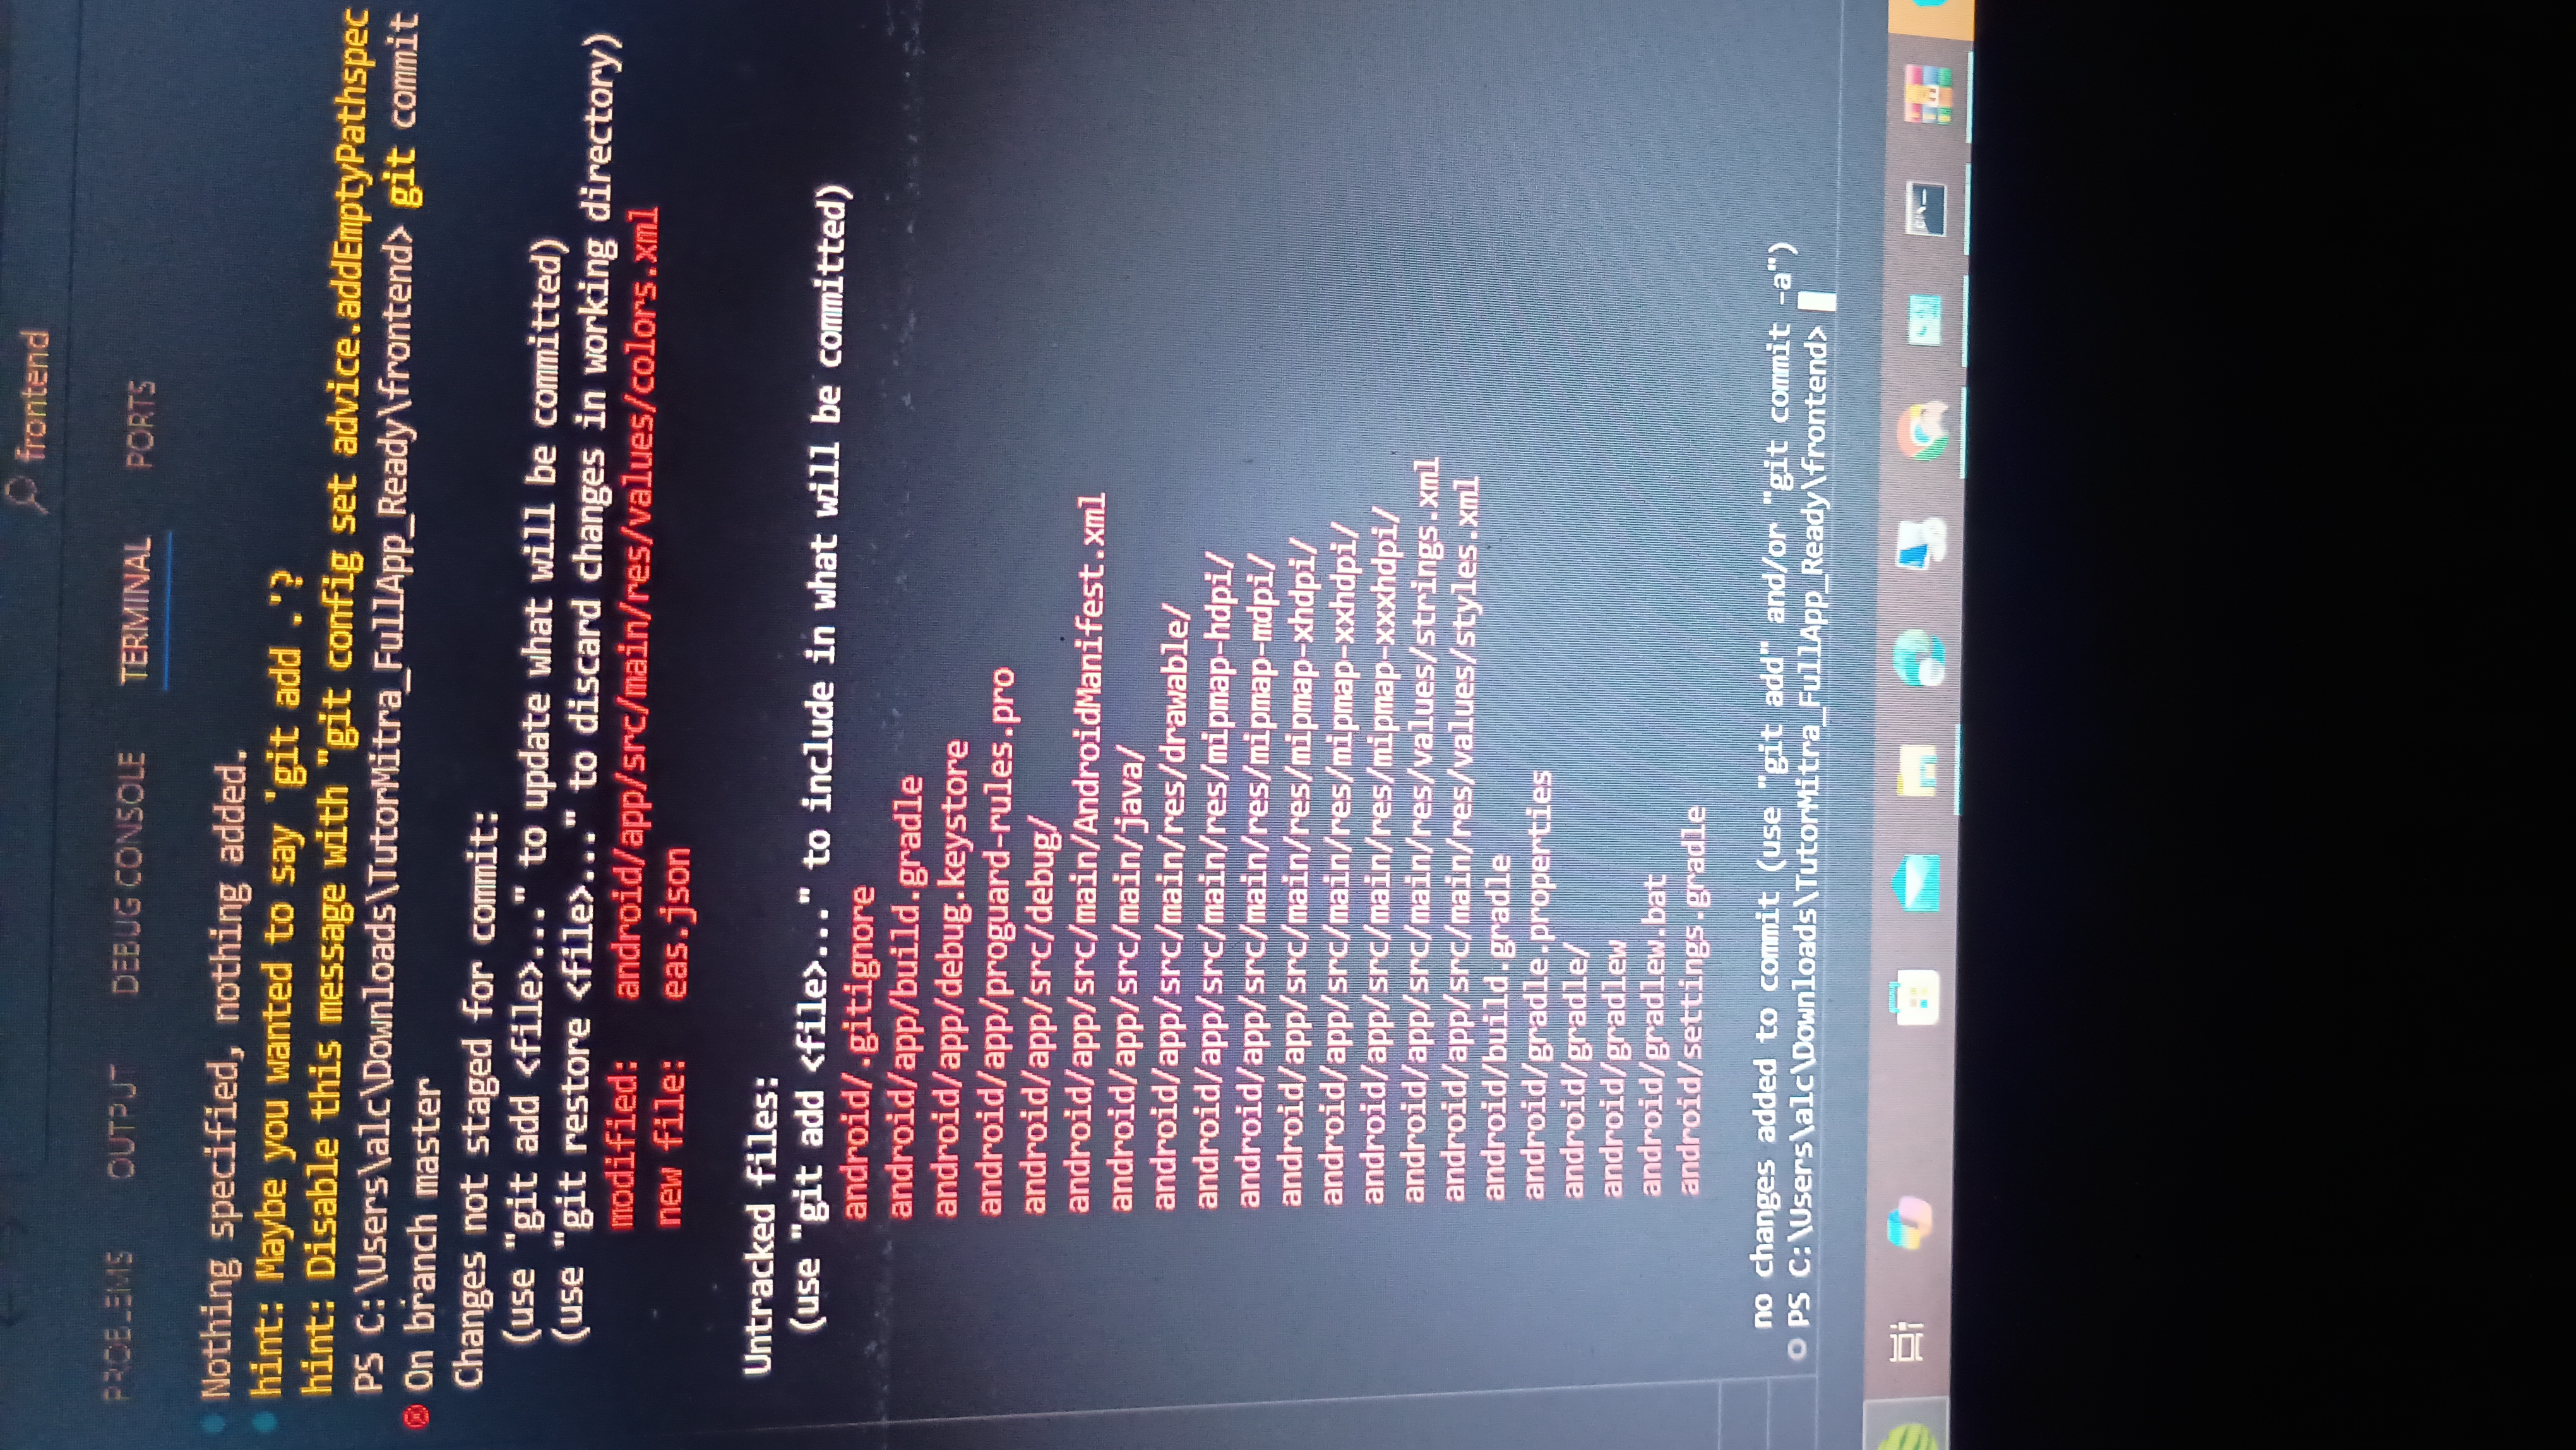 frontend
PROBLEMS OUTPUT DEBUG CONSOLE TERMINAL PORTS
Nothing specified, nothing added.
hint: Maybe you wanted to say 'git add .'?
hint: Disable this message with "git config set advice.addEmptyPathspec
PS C:\Users\alc\Downloads\TutorMitra_FullApp_Ready\frontend> git commit
On branch master
Changes not staged for commit:
(use "git add <file>..." to update what will be committed)
(use "git restore <file>..." to discard changes in working directory)
modified: android/app/src/main/res/values/colors.xml
new file: eas.json
Untracked files:
(use "git add <file>..." to include in what will be committed)
android/.gitignore
android/app/build.gradle
android/app/debug.keystore
android/app/proguard-rules.pro
android/app/src/debug/
android/app/src/main/AndroidManifest.xml
android/app/src/main/java/
android/app/src/main/res/drawable/
android/app/src/main/res/mipmap-hdpi/
android/app/src/main/res/mipmap-mdpi/
android/app/src/main/res/mipmap-xhdpi/
android/app/src/main/res/mipmap-xxhdpi/
android/app/src/main/res/mipmap-xxxhdpi/
android/app/src/main/res/values/strings.xml
android/app/src/main/res/values/styles.xml
android/build.gradle
android/gradle.properties
android/gradle/
android/gradlew
android/gradlew.bat
android/settings.gradle
no changes added to commit (use "git add" and/or "git commit -a")
PS C:\Users\alc\Downloads\TutorMitra_FullApp_Ready\frontend>